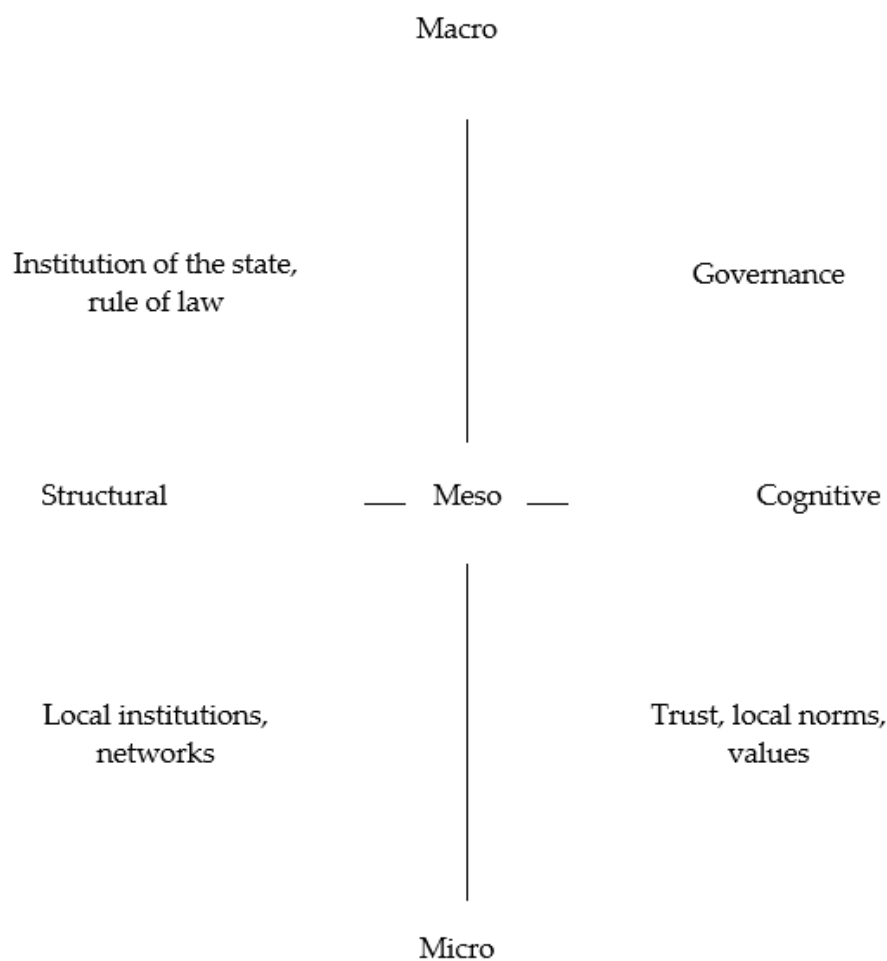 Macro
Institution of the state,
rule of law
Governance
Structural
Meso
Cognitive
Local institutions,
networks
Trust, local norms,
values
Micro